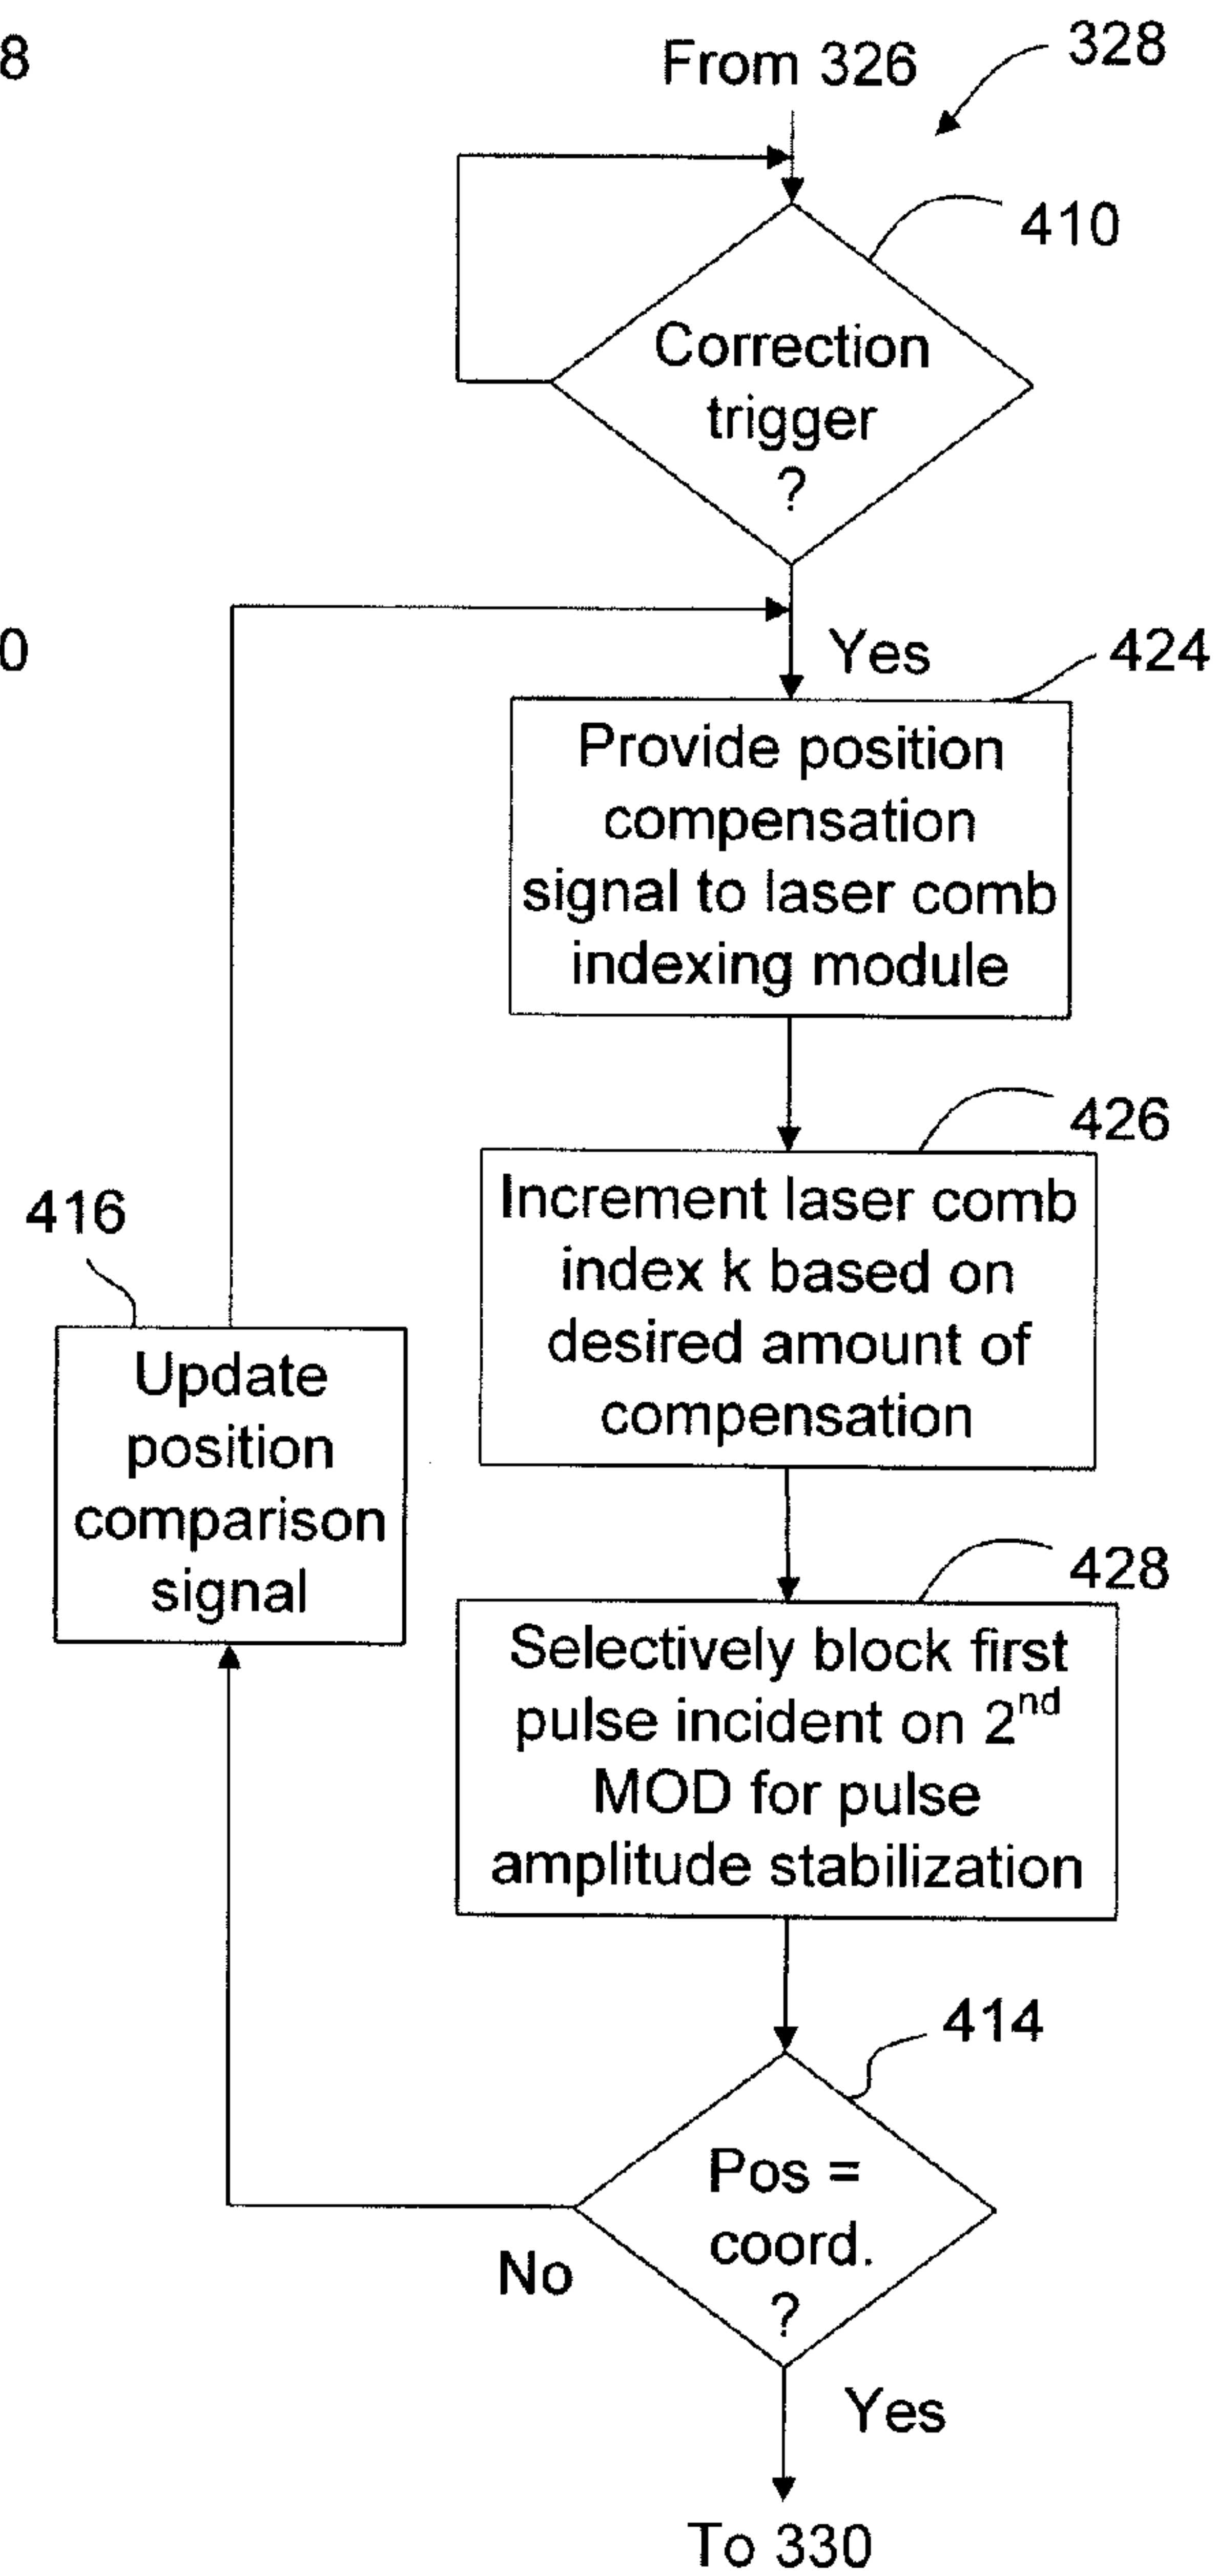 8
From 326
328
410
Correction
trigger
?
0
Yes
424
Provide position
compensation
signal to laser comb
indexing module
426
Increment laser comb
index k based on
desired amount of
compensation
416
Update
position
comparison
signal
428
Selectively block first
pulse incident on 2nd
MOD for pulse
amplitude stabilization
414
Pos =
coord.
?
No
Yes
To 330